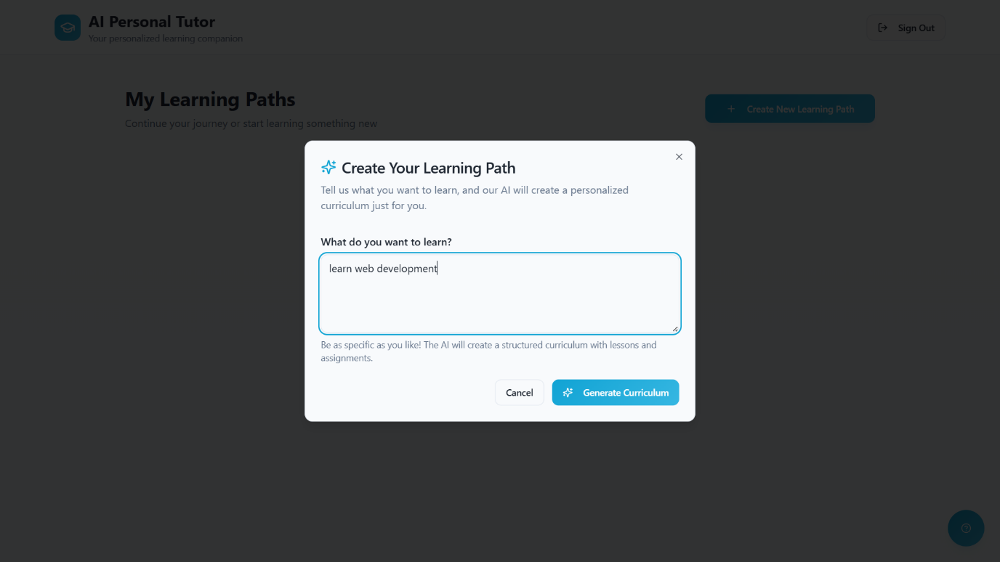 AI Personal Tutor
Your personalized learning companion
Sign Out
My Learning Paths
Continue your journey or start learning something new
Create New Learning Path
Create Your Learning Path
Tell us what you want to learn, and our AI will create a personalized
curriculum just for you.
What do you want to learn?
learn web development
Be as specific as you like! The AI will create a structured curriculum with lessons and
assignments.
Cancel
Generate Curriculum